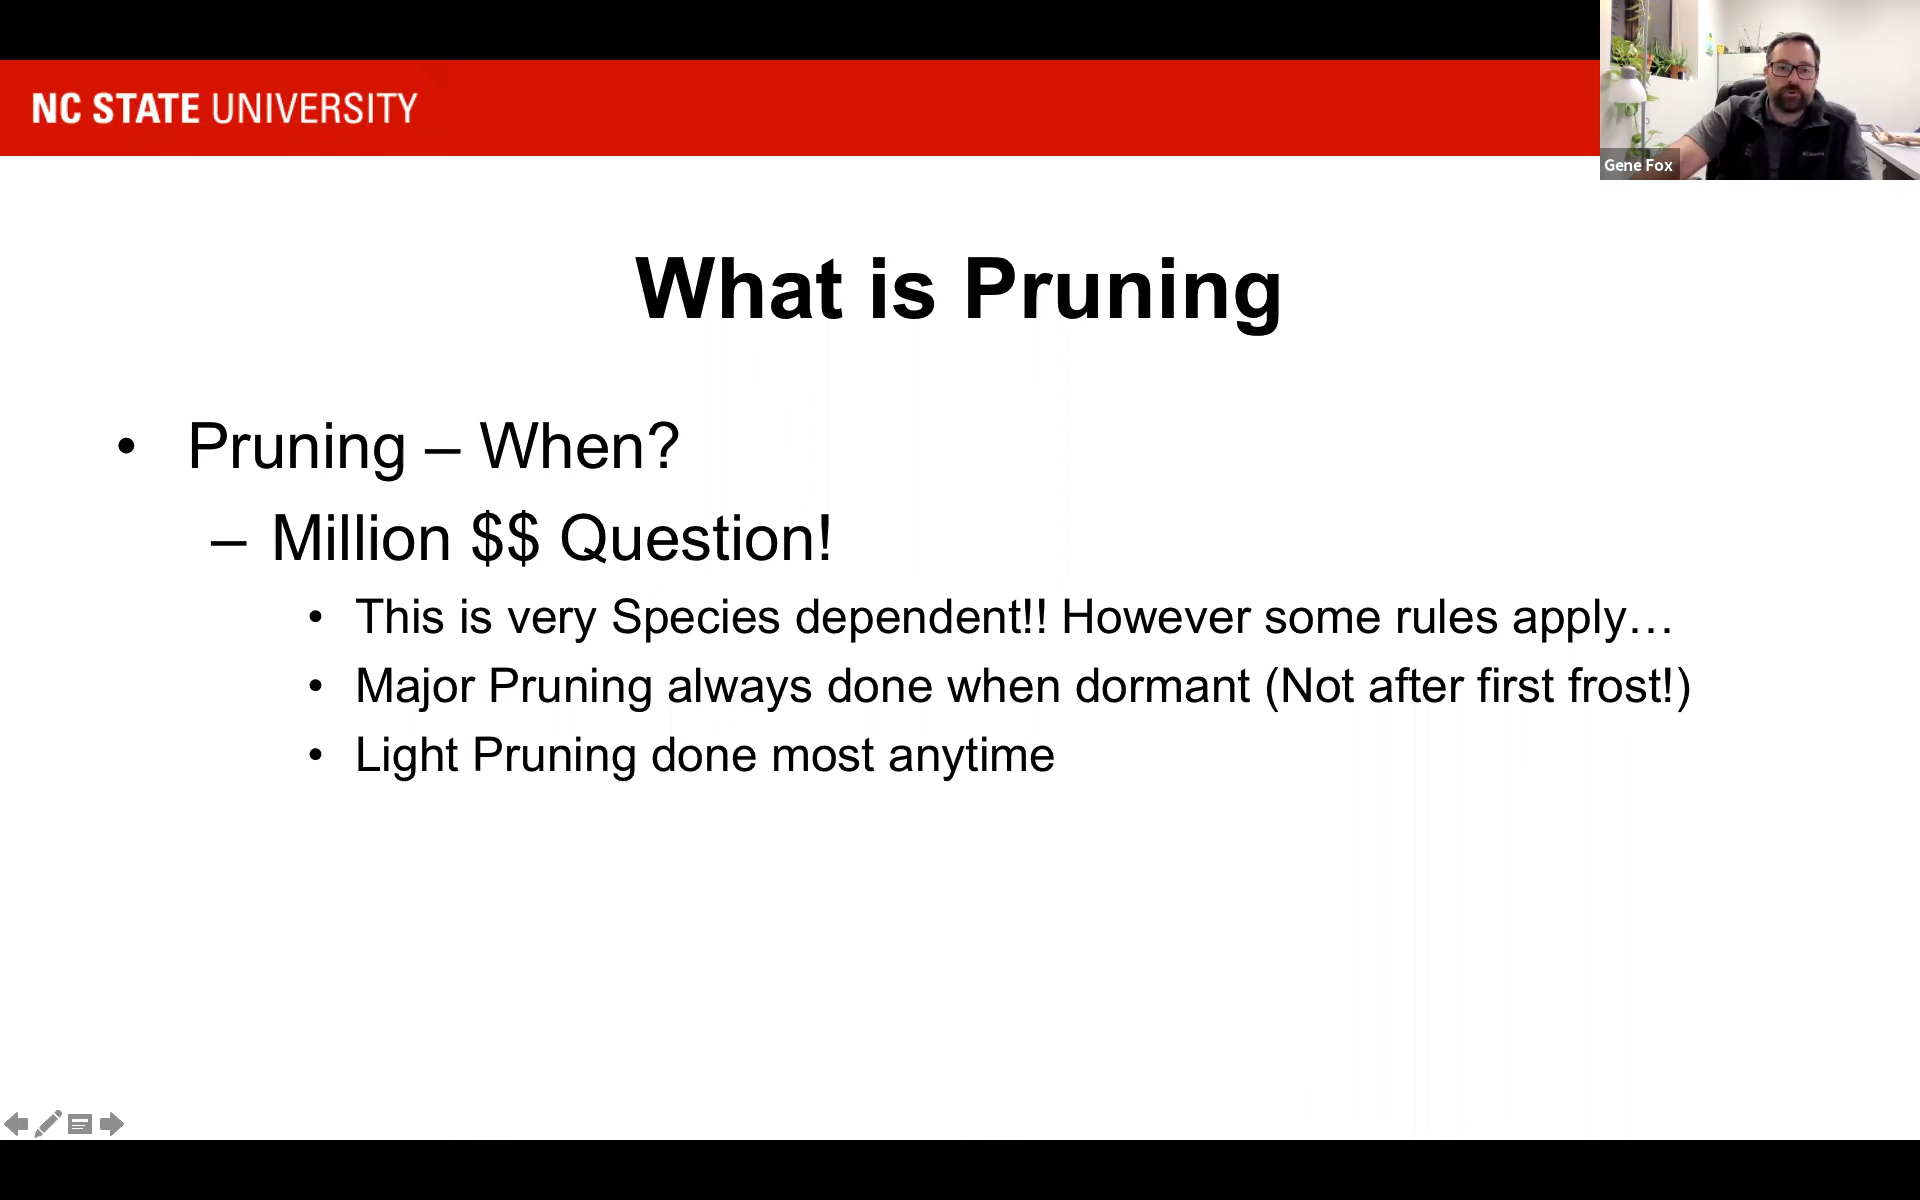 NC STATE UNIVERSITY
Gene Fox
What is Pruning
• Pruning – When?
– Million $$ Question!
• This is very Species dependent!! However some rules apply…
• Major Pruning always done when dormant (Not after first frost!)
• Light Pruning done most anytime